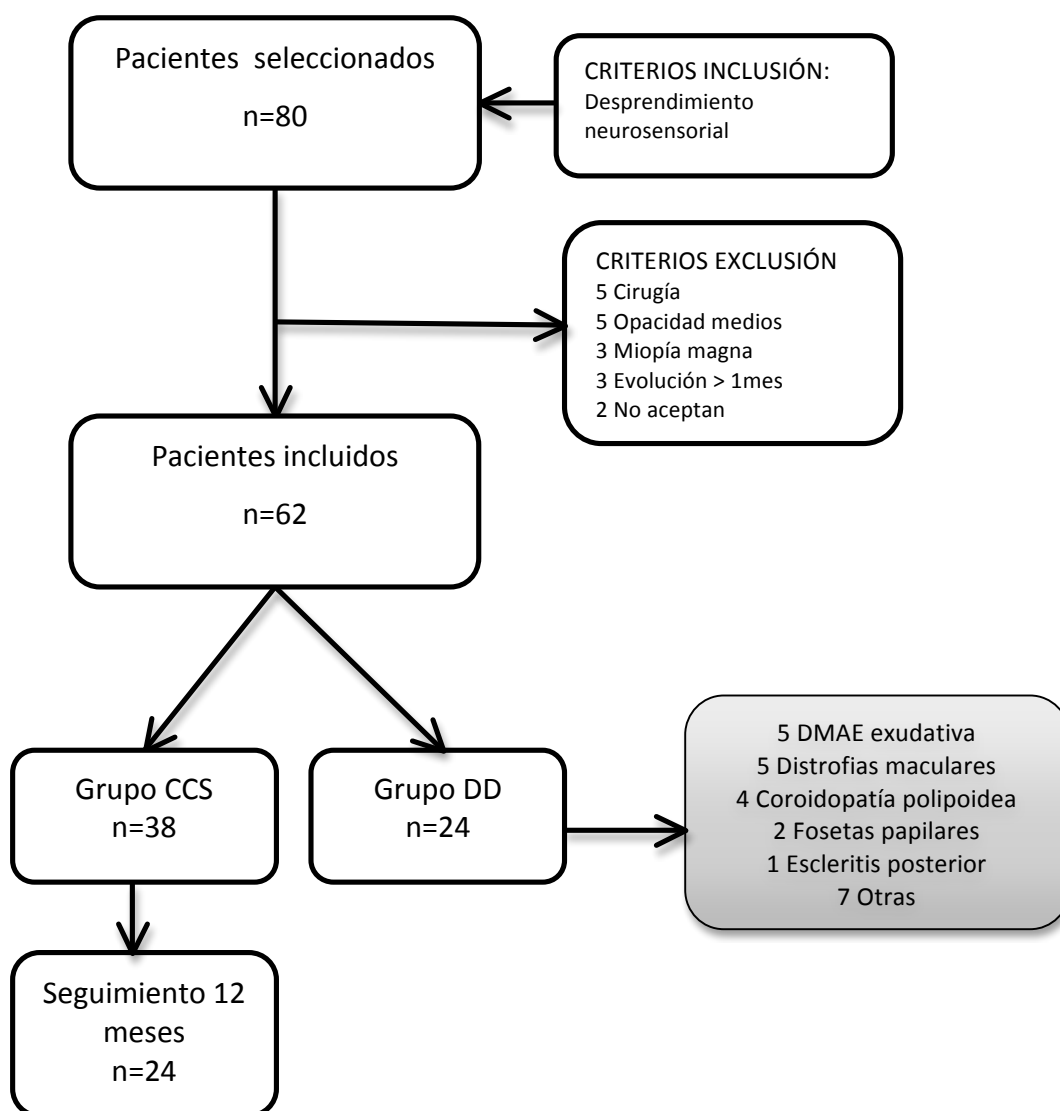 Pacientes seleccionados
n=80
CRITERIOS INCLUSIÓN:
Desprendimiento
neurosensorial
CRITERIOS EXCLUSIÓN
5 Cirugía
5 Opacidad medios
3 Miopía magna
3 Evolución > 1mes
2 No aceptan
Pacientes incluidos
n=62
Grupo CCS
n=38
Grupo DD
n=24
5 DMAE exudativa
5 Distrofias maculares
4 Coroidopatía polipoidea
2 Fosetas papilares
1 Escleritis posterior
7 Otras
Seguimiento 12
meses
n=24